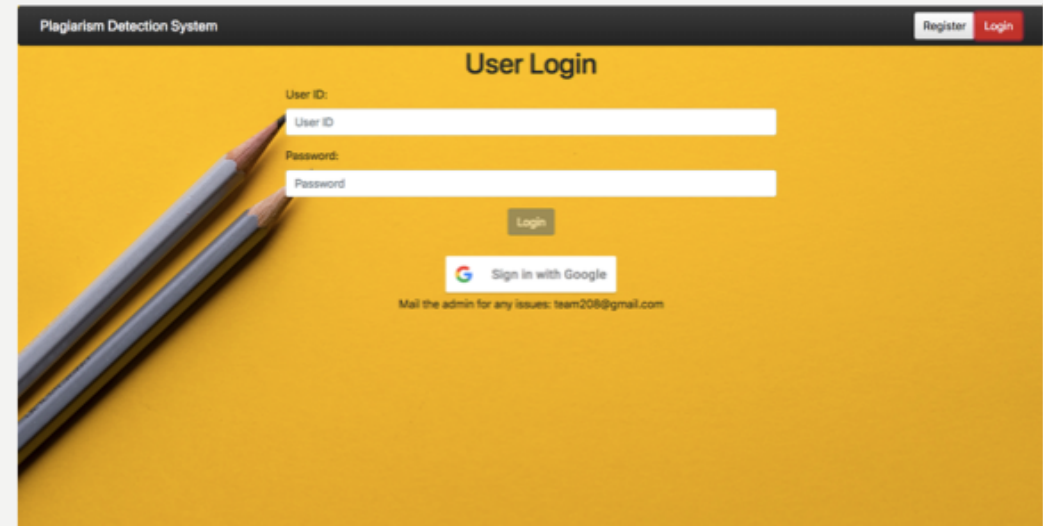 Plagiarism Detection System
Register Login
User Login
User ID:
User ID
Password:
Password
Login
Sign in with Google
Mail the admin for any issues: team208@gmail.com